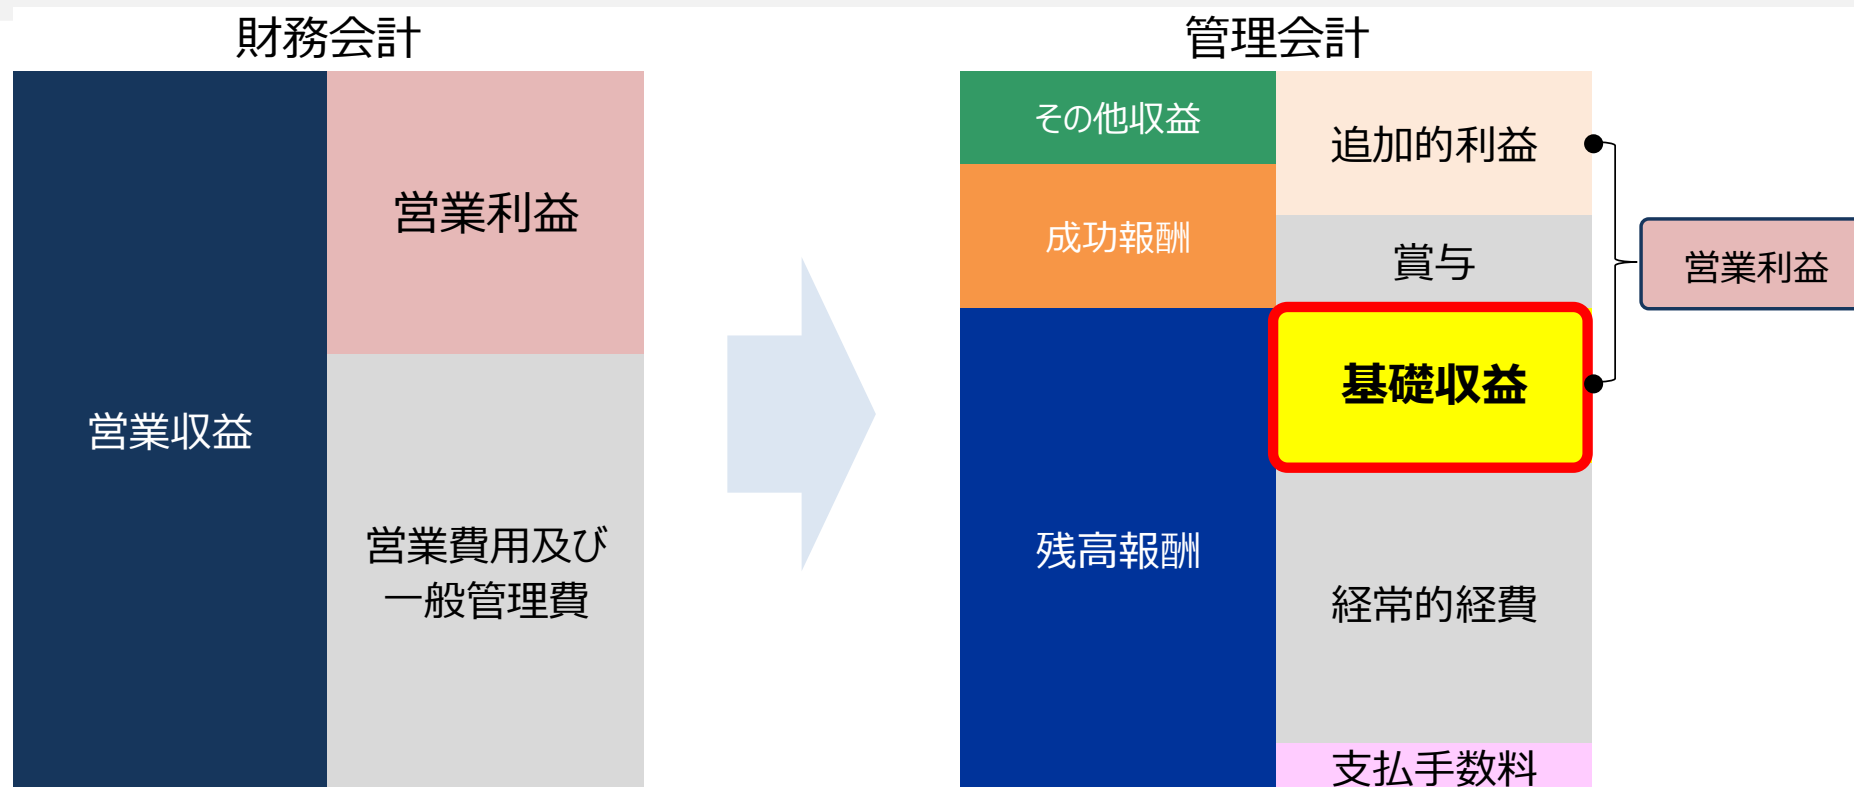 財務会計
営業収益
営業利益
営業費用及び
一般管理費
管理会計
その他収益
成功報酬
残高報酬
追加的利益
賞与
基礎収益
経常的経費
支払手数料
営業利益